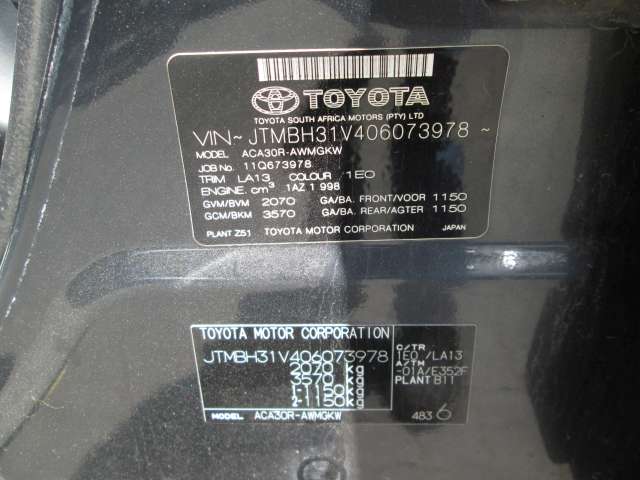 TOYOTA
TOYOTA SOUTH AFRICA MOTORS (PTY) LTD
VIN~ JTMBH31V406073978 ~
MODEL ACA30R-AWMGKW
JOB No. 11Q673978
TRIM LA13 COLOUR 1E0
ENGINE. cm³ 1AZ 1 998
GVM/BVM 2070 GA/BA. FRONT/VOOR 1150
GCM/BKM 3570 GA/BA. REAR/AGTER 1150
PLANT Z51 TOYOTA MOTOR CORPORATION JAPAN
TOYOTA MOTOR CORPORATION
JTMBH31V406073978
2070 kg
3570 kg
1-1150 kg
2-1150 kg
MODEL ACA30R-AWMGKW
C/TR
1E0 /LA13
A/TM
-01A/E352F
PLANT B11
483 6